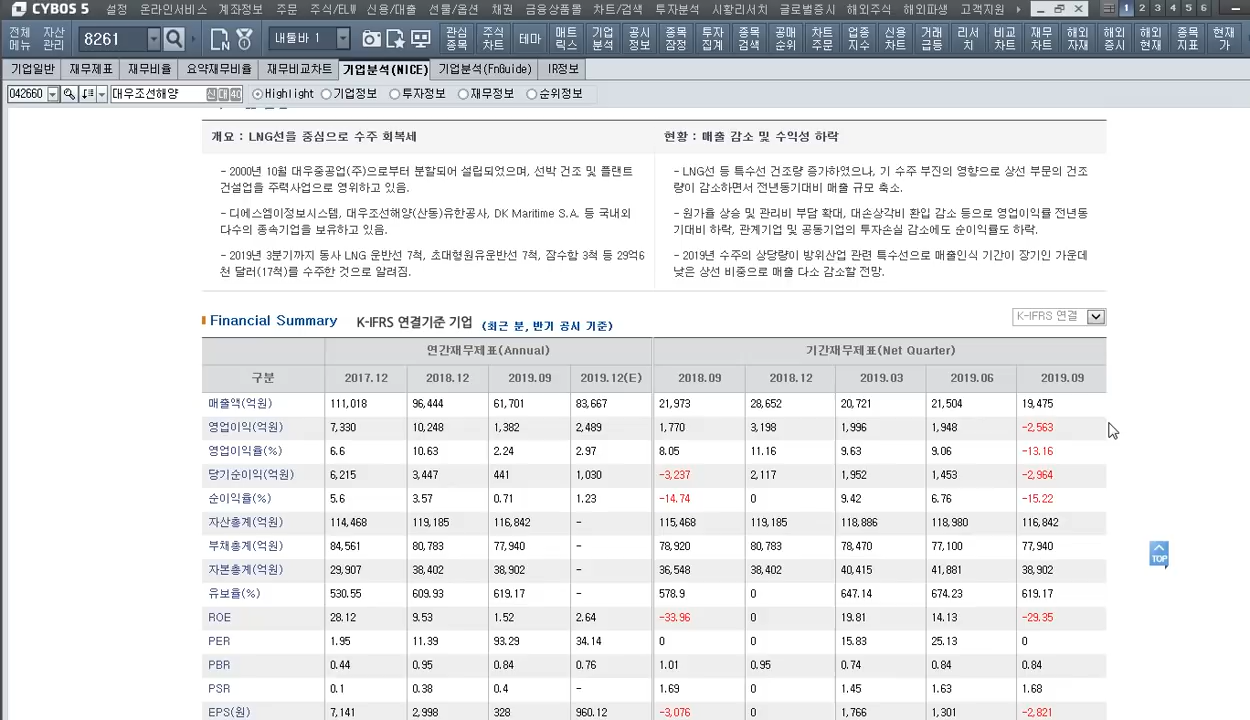 CYBOS 5 설정 온라인서비스 계좌정보 주문 주식/ELW 신용/대출 선물/옵션 채권 금융상품몰 차트/검색 투자분석 시황리서치 글로벌증시 해외주식 해외파생 고객지원 1 2 3 4 5 6
전체메뉴 자산관리 8261 내툴바 1 관심종목 주식차트 테마 매트릭스 기업분석 공시정보 종목잠정 투자집계 종목검색 공매순위 차트주문 업종지수 신용차트 거래급등 리서치 비교차트 재무차트 해외자재 해외증시 해외현재 종목지표 현재가
기업일반 재무제표 재무비율 요약재무비율 재무비교차트 기업분석(NICE) 기업분석(FnGuide) IR정보
042660 대우조선해양 신 대 40 Highlight 기업정보 투자정보 재무정보 순위정보
개요 : LNG선을 중심으로 수주 회복세
현황 : 매출 감소 및 수익성 하락
- 2000년 10월 대우중공업(주)으로부터 분할되어 설립되었으며, 선박 건조 및 플랜트
건설업을 주력사업으로 영위하고 있음.
- 디에스엠이정보시스템, 대우조선해양(산동)유한공사, DK Maritime S.A. 등 국내외
다수의 종속기업을 보유하고 있음.
- 2019년 3분기까지 동사 LNG 운반선 7척, 초대형원유운반선 7척, 잠수함 3척 등 29억6
천 달러(17척)를 수주한 것으로 알려짐.
- LNG선 등 특수선 건조량 증가하였으나, 기 수주 부진의 영향으로 상선 부문의 건조
량이 감소하면서 전년동기대비 매출 규모 축소.
- 원가율 상승 및 관리비 부담 확대, 대손상각비 환입 감소 등으로 영업이익률 전년동
기대비 하락, 관계기업 및 공동기업의 투자손실 감소에도 순이익률도 하락.
- 2019년 수주의 상당량이 방위산업 관련 특수선으로 매출인식 기간이 장기인 가운데
낮은 상선 비중으로 매출 다소 감소할 전망.
Financial Summary K-IFRS 연결기준 기업 (최근 분, 반기 공시 기준) K-IFRS 연결
연간재무제표(Annual) 기간재무제표(Net Quarter)
구분 2017.12 2018.12 2019.09 2019.12(E) 2018.09 2018.12 2019.03 2019.06 2019.09
매출액(억원) 111,018 96,444 61,701 83,667 21,973 28,652 20,721 21,504 19,475
영업이익(억원) 7,330 10,248 1,382 2,489 1,770 3,198 1,996 1,948 -2,563
영업이익율(%) 6.6 10.63 2.24 2.97 8.05 11.16 9.63 9.06 -13.16
당기순이익(억원) 6,215 3,447 441 1,030 -3,237 2,117 1,952 1,453 -2,964
순이익율(%) 5.6 3.57 0.71 1.23 -14.74 0 9.42 6.76 -15.22
자산총계(억원) 114,468 119,185 116,842 - 115,468 119,185 118,886 118,980 116,842
부채총계(억원) 84,561 80,783 77,940 - 78,920 80,783 78,470 77,100 77,940
자본총계(억원) 29,907 38,402 38,902 - 36,548 38,402 40,415 41,881 38,902
유보율(%) 530.55 609.93 619.17 - 578.9 0 647.14 674.23 619.17
ROE 28.12 9.53 1.52 2.64 -33.96 0 19.81 14.13 -29.35
PER 1.95 11.39 93.29 34.14 0 0 15.83 25.13 0
PBR 0.44 0.95 0.84 0.76 1.01 0.95 0.74 0.84 0.84
PSR 0.1 0.38 0.4 - 1.69 0 1.45 1.63 1.68
EPS(원) 7,141 2,998 328 960.12 -3,076 0 1,766 1,301 -2,821
TOP